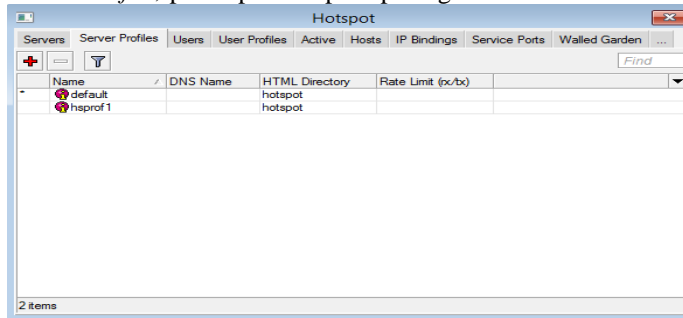 Hotspot
Servers Server Profiles Users User Profiles Active Hosts IP Bindings Service Ports Walled Garden ...
Find
Name / DNS Name HTML Directory Rate Limit (rx/tx)
* default hotspot
hsprof1 hotspot
2 items